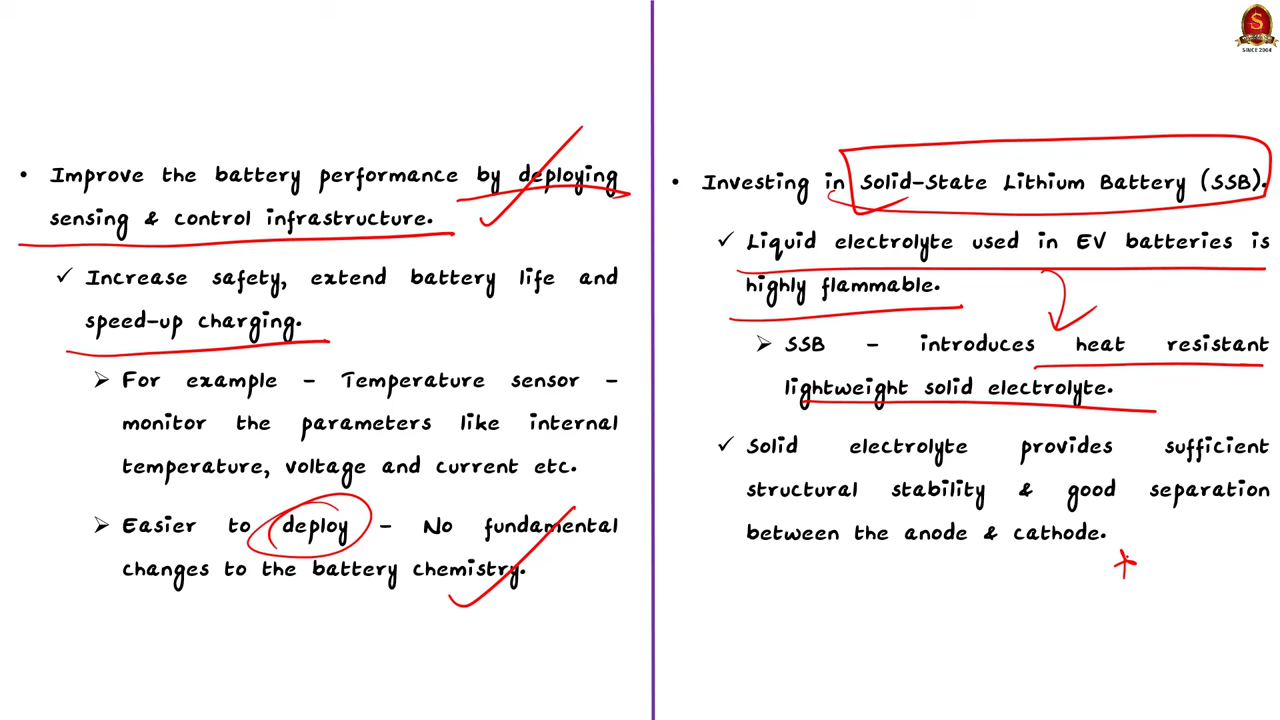 • Improve the battery performance by deploying
sensing & control infrastructure.
✓ Increase safety, extend battery life and
speed-up charging.
➢ For example - Temperature sensor -
monitor the parameters like internal
temperature, voltage and current etc.
➢ Easier to deploy - No fundamental
changes to the battery chemistry.
S
SINCE 2004
• Investing in Solid-State Lithium Battery (SSB).
✓ Liquid electrolyte used in EV batteries is
highly flammable.
➢ SSB - introduces heat resistant
lightweight solid electrolyte.
✓ Solid electrolyte provides sufficient
structural stability & good separation
between the anode & cathode.